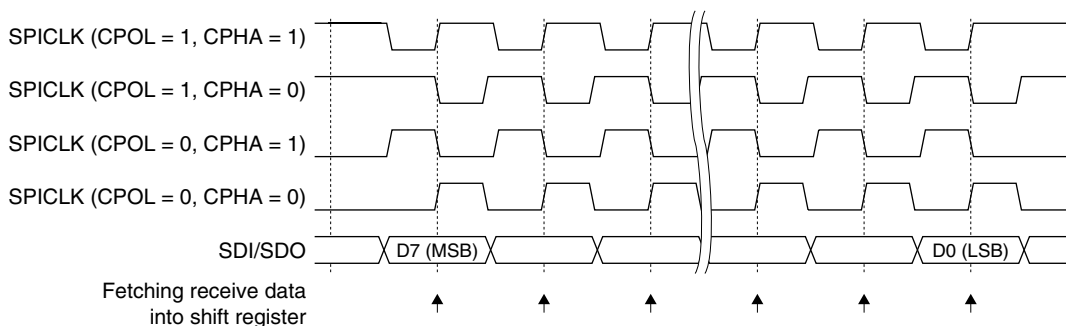 SPICLK (CPOL = 1, CPHA = 1)
SPICLK (CPOL = 1, CPHA = 0)
SPICLK (CPOL = 0, CPHA = 1)
SPICLK (CPOL = 0, CPHA = 0)
SDI/SDO D7 (MSB) D0 (LSB)
Fetching receive data
into shift register